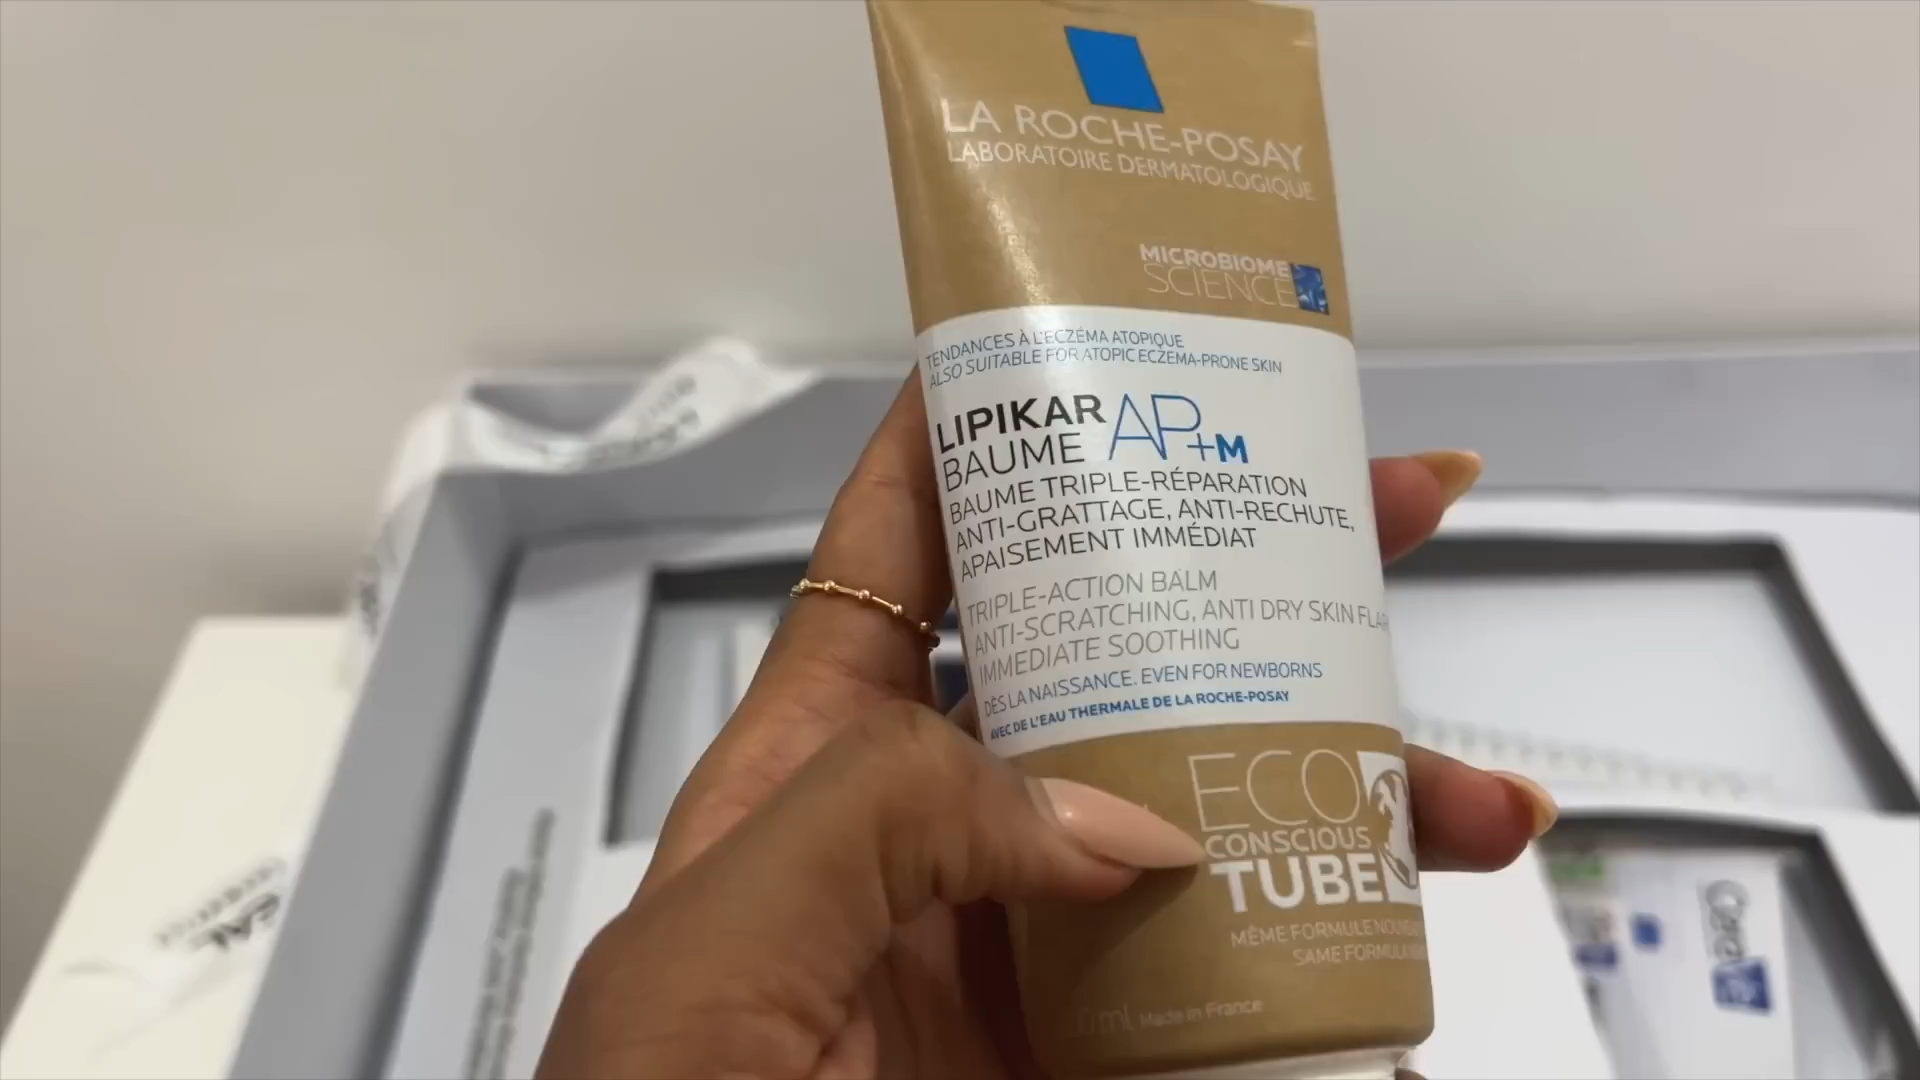 LA ROCHE-POSAY
LABORATOIRE DERMATOLOGIQUE
MICROBIOME
SCIENCE
TENDANCES À L'ECZÉMA ATOPIQUE
ALSO SUITABLE FOR ATOPIC ECZEMA-PRONE SKIN
LIPIKAR
BAUME AP+M
BAUME TRIPLE-RÉPARATION
ANTI-GRATTAGE, ANTI-RECHUTE,
APAISEMENT IMMÉDIAT
TRIPLE-ACTION BALM
ANTI-SCRATCHING, ANTI DRY SKIN
IMMEDIATE SOOTHING
DÈS LA NAISSANCE. EVEN FOR NEWBORNS
AVEC DE L'EAU THERMALE DE LA ROCHE-POSAY
ECO
CONSCIOUS
TUBE
MÊME FORMULE
SAME FORMULA
ml Made in France